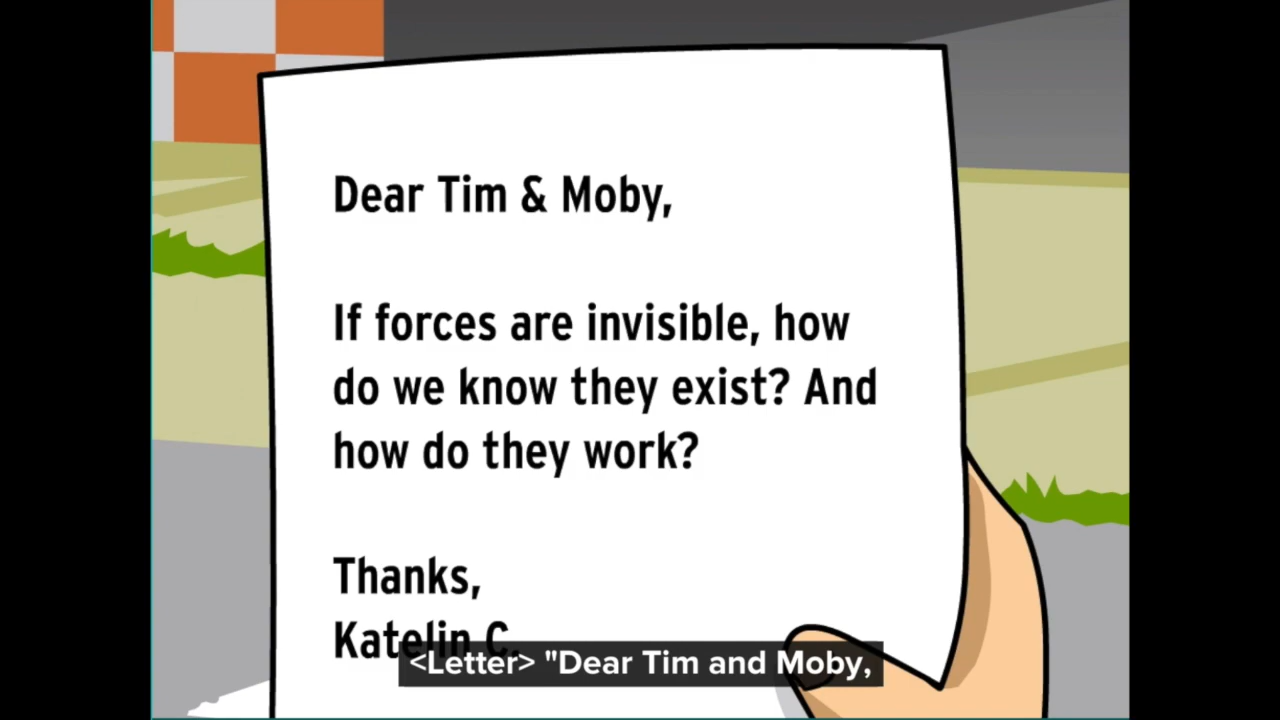 Dear Tim & Moby,
If forces are invisible, how
do we know they exist? And
how do they work?
Thanks,
Katelin C.
<Letter> "Dear Tim and Moby,